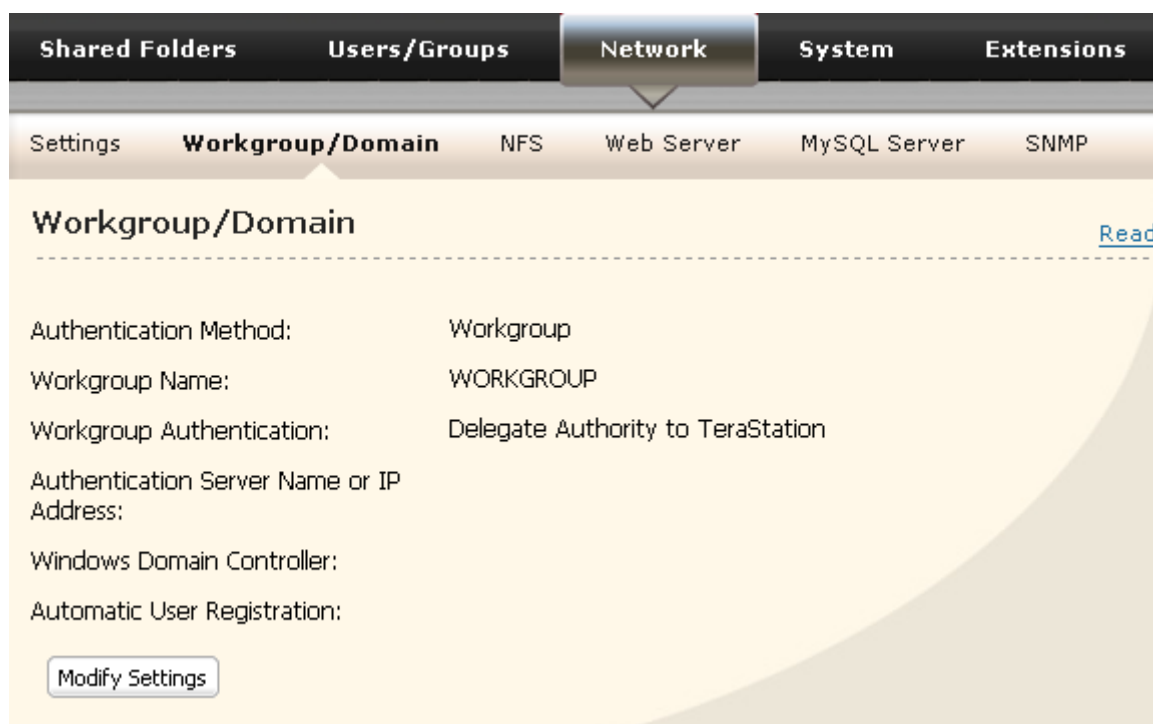 Shared Folders Users/Groups Network System Extensions
Settings Workgroup/Domain NFS Web Server MySQL Server SNMP
Workgroup/Domain
Read
Authentication Method: Workgroup
Workgroup Name: WORKGROUP
Workgroup Authentication: Delegate Authority to TeraStation
Authentication Server Name or IP
Address:
Windows Domain Controller:
Automatic User Registration:
Modify Settings